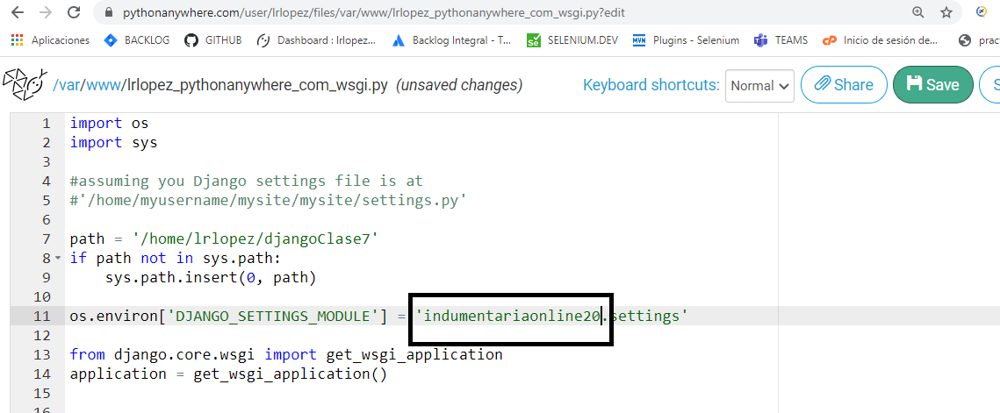 pythonanywhere.com/user/lrlopez/files/var/www/lrlopez_pythonanywhere_com_wsgi.py?edit
Aplicaciones BACKLOG GITHUB Dashboard : lrlopez... Backlog Integral - T... SELENIUM.DEV Plugins - Selenium TEAMS Inicio de sesión de... prac
/var/www/lrlopez_pythonanywhere_com_wsgi.py (unsaved changes) Keyboard shortcuts: Normal Share Save S
1 import os
2 import sys
3
4 #assuming you Django settings file is at
5 #'/home/myusername/mysite/mysite/settings.py'
6
7 path = '/home/lrlopez/djangoClase7'
8 if path not in sys.path:
9 sys.path.insert(0, path)
10
11 os.environ['DJANGO_SETTINGS_MODULE'] = 'indumentariaonline20.settings'
12
13 from django.core.wsgi import get_wsgi_application
14 application = get_wsgi_application()
15
16